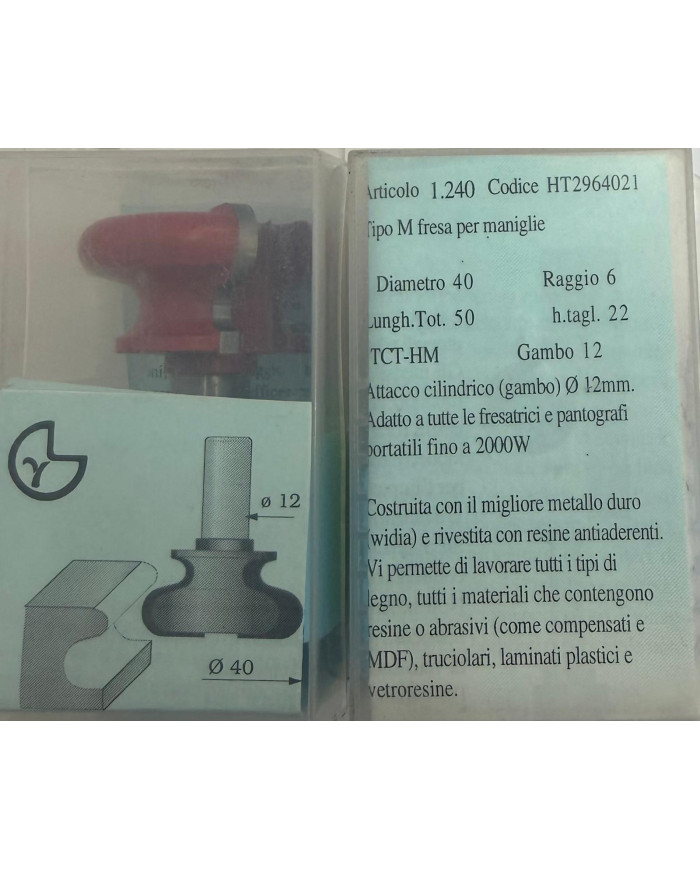 γ
ø 12
Ø 40
Articolo 1.240 Codice HT2964021
Tipo M fresa per maniglie
Diametro 40 Raggio 6
Lungh.Tot. 50 h.tagl. 22
TCT-HM Gambo 12
Attacco cilindrico (gambo) Ø 12mm.
Adatto a tutte le fresatrici e pantografi
portatili fino a 2000W
Costruita con il migliore metallo duro
(widia) e rivestita con resine antiaderenti.
Vi permette di lavorare tutti i tipi di
legno, tutti i materiali che contengono
resine o abrasivi (come compensati e
MDF), truciolari, laminati plastici e
vetroresine.